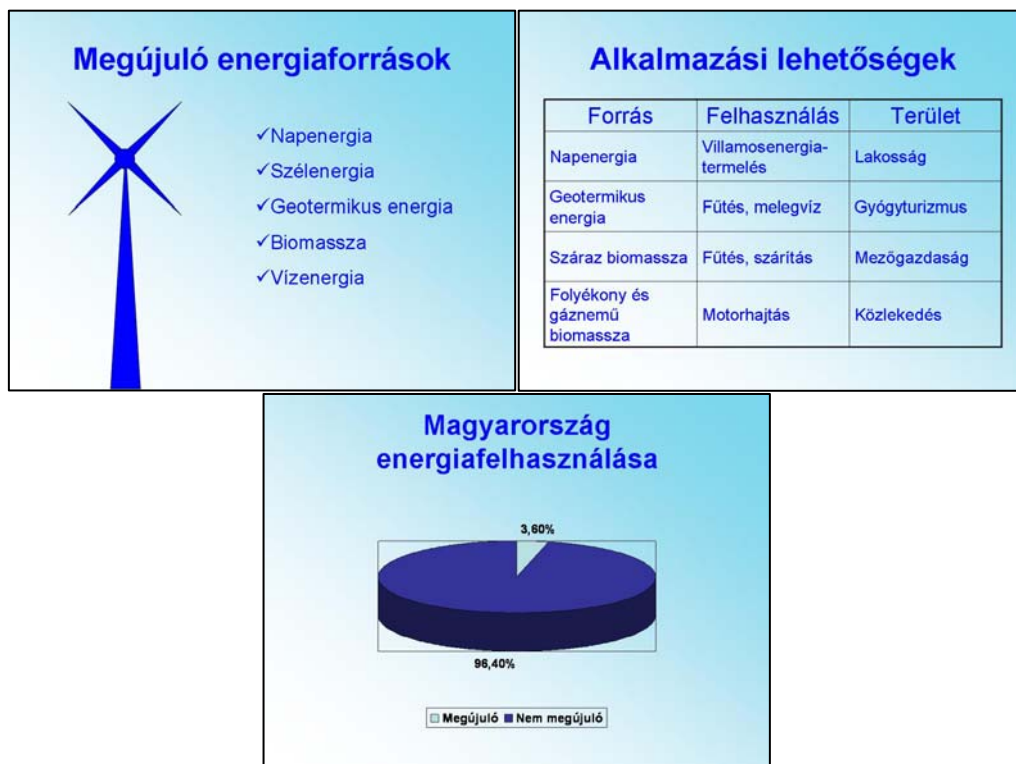 Megújuló energiaforrások
✓Napenergia
✓Szélenergia
✓Geotermikus energia
✓Biomassza
✓Vízenergia
Alkalmazási lehetőségek
Forrás Felhasználás Terület
Napenergia Villamosenergia-
termelés Lakosság
Geotermikus
energia Fűtés, melegvíz Gyógyturizmus
Száraz biomassza Fűtés, szárítás Mezőgazdaság
Folyékony és
gáznemű
biomassza Motorhajtás Közlekedés
Magyarország
energiafelhasználása
3,60%
96,40%
Megújuló Nem megújuló